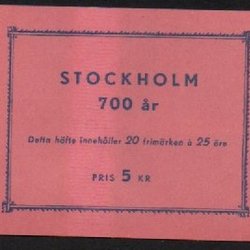 STOCKHOLM
700 år
Detta häfte innehåller 20 frimärken à 25 öre
PRIS 5 KR